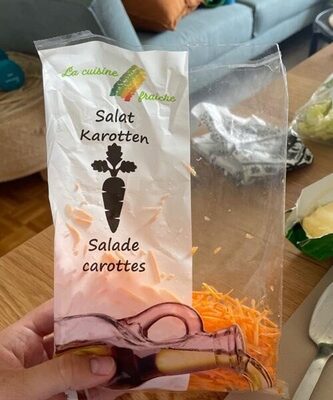 La cuisine
fraîche
Salat
Karotten
Salade
carottes